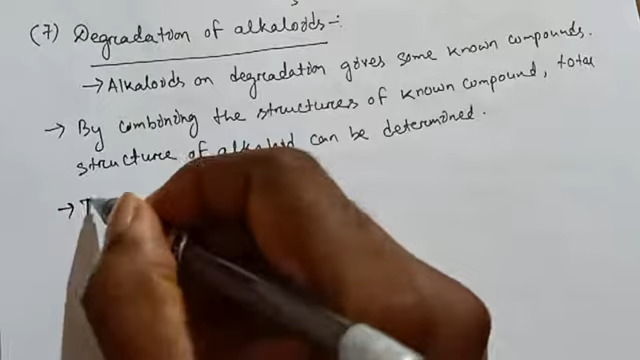 (7) Degradation of alkaloids:-
→ Alkaloids on degradation gives some known compounds.
→ By combining the structures of known compound, total
structure of alkaloid can be determined.
→ T